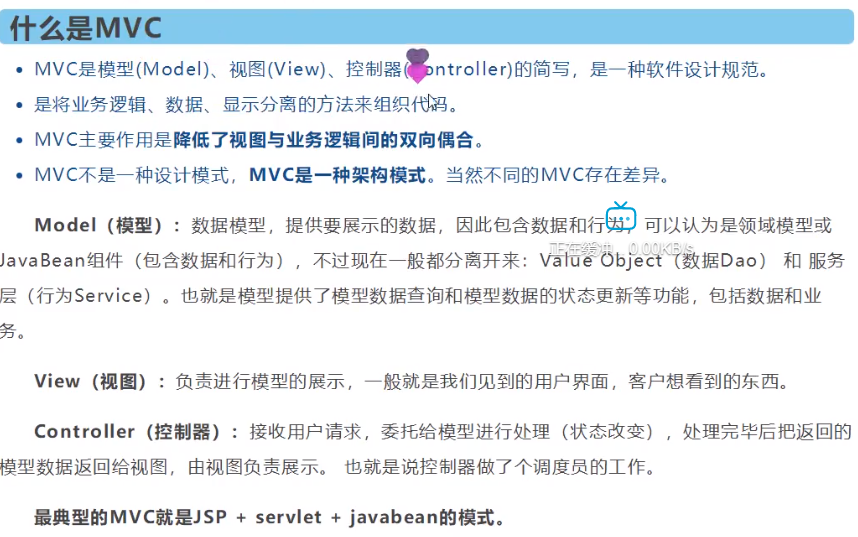 什么是MVC
• MVC是模型(Model)、视图(View)、控制器(Controller)的简写，是一种软件设计规范。
• 是将业务逻辑、数据、显示分离的方法来组织代码。
• MVC主要作用是降低了视图与业务逻辑间的双向偶合。
• MVC不是一种设计模式，MVC是一种架构模式。当然不同的MVC存在差异。
Model（模型）：数据模型，提供要展示的数据，因此包含数据和行为，可以认为是领域模型或
正在缓冲 0.00KB/s
JavaBean组件（包含数据和行为），不过现在一般都分离开来：Value Object（数据Dao） 和 服务
层（行为Service）。也就是模型提供了模型数据查询和模型数据的状态更新等功能，包括数据和业
务。
View（视图）：负责进行模型的展示，一般就是我们见到的用户界面，客户想看到的东西。
Controller（控制器）：接收用户请求，委托给模型进行处理（状态改变），处理完毕后把返回的
模型数据返回给视图，由视图负责展示。 也就是说控制器做了个调度员的工作。
最典型的MVC就是JSP + servlet + javabean的模式。